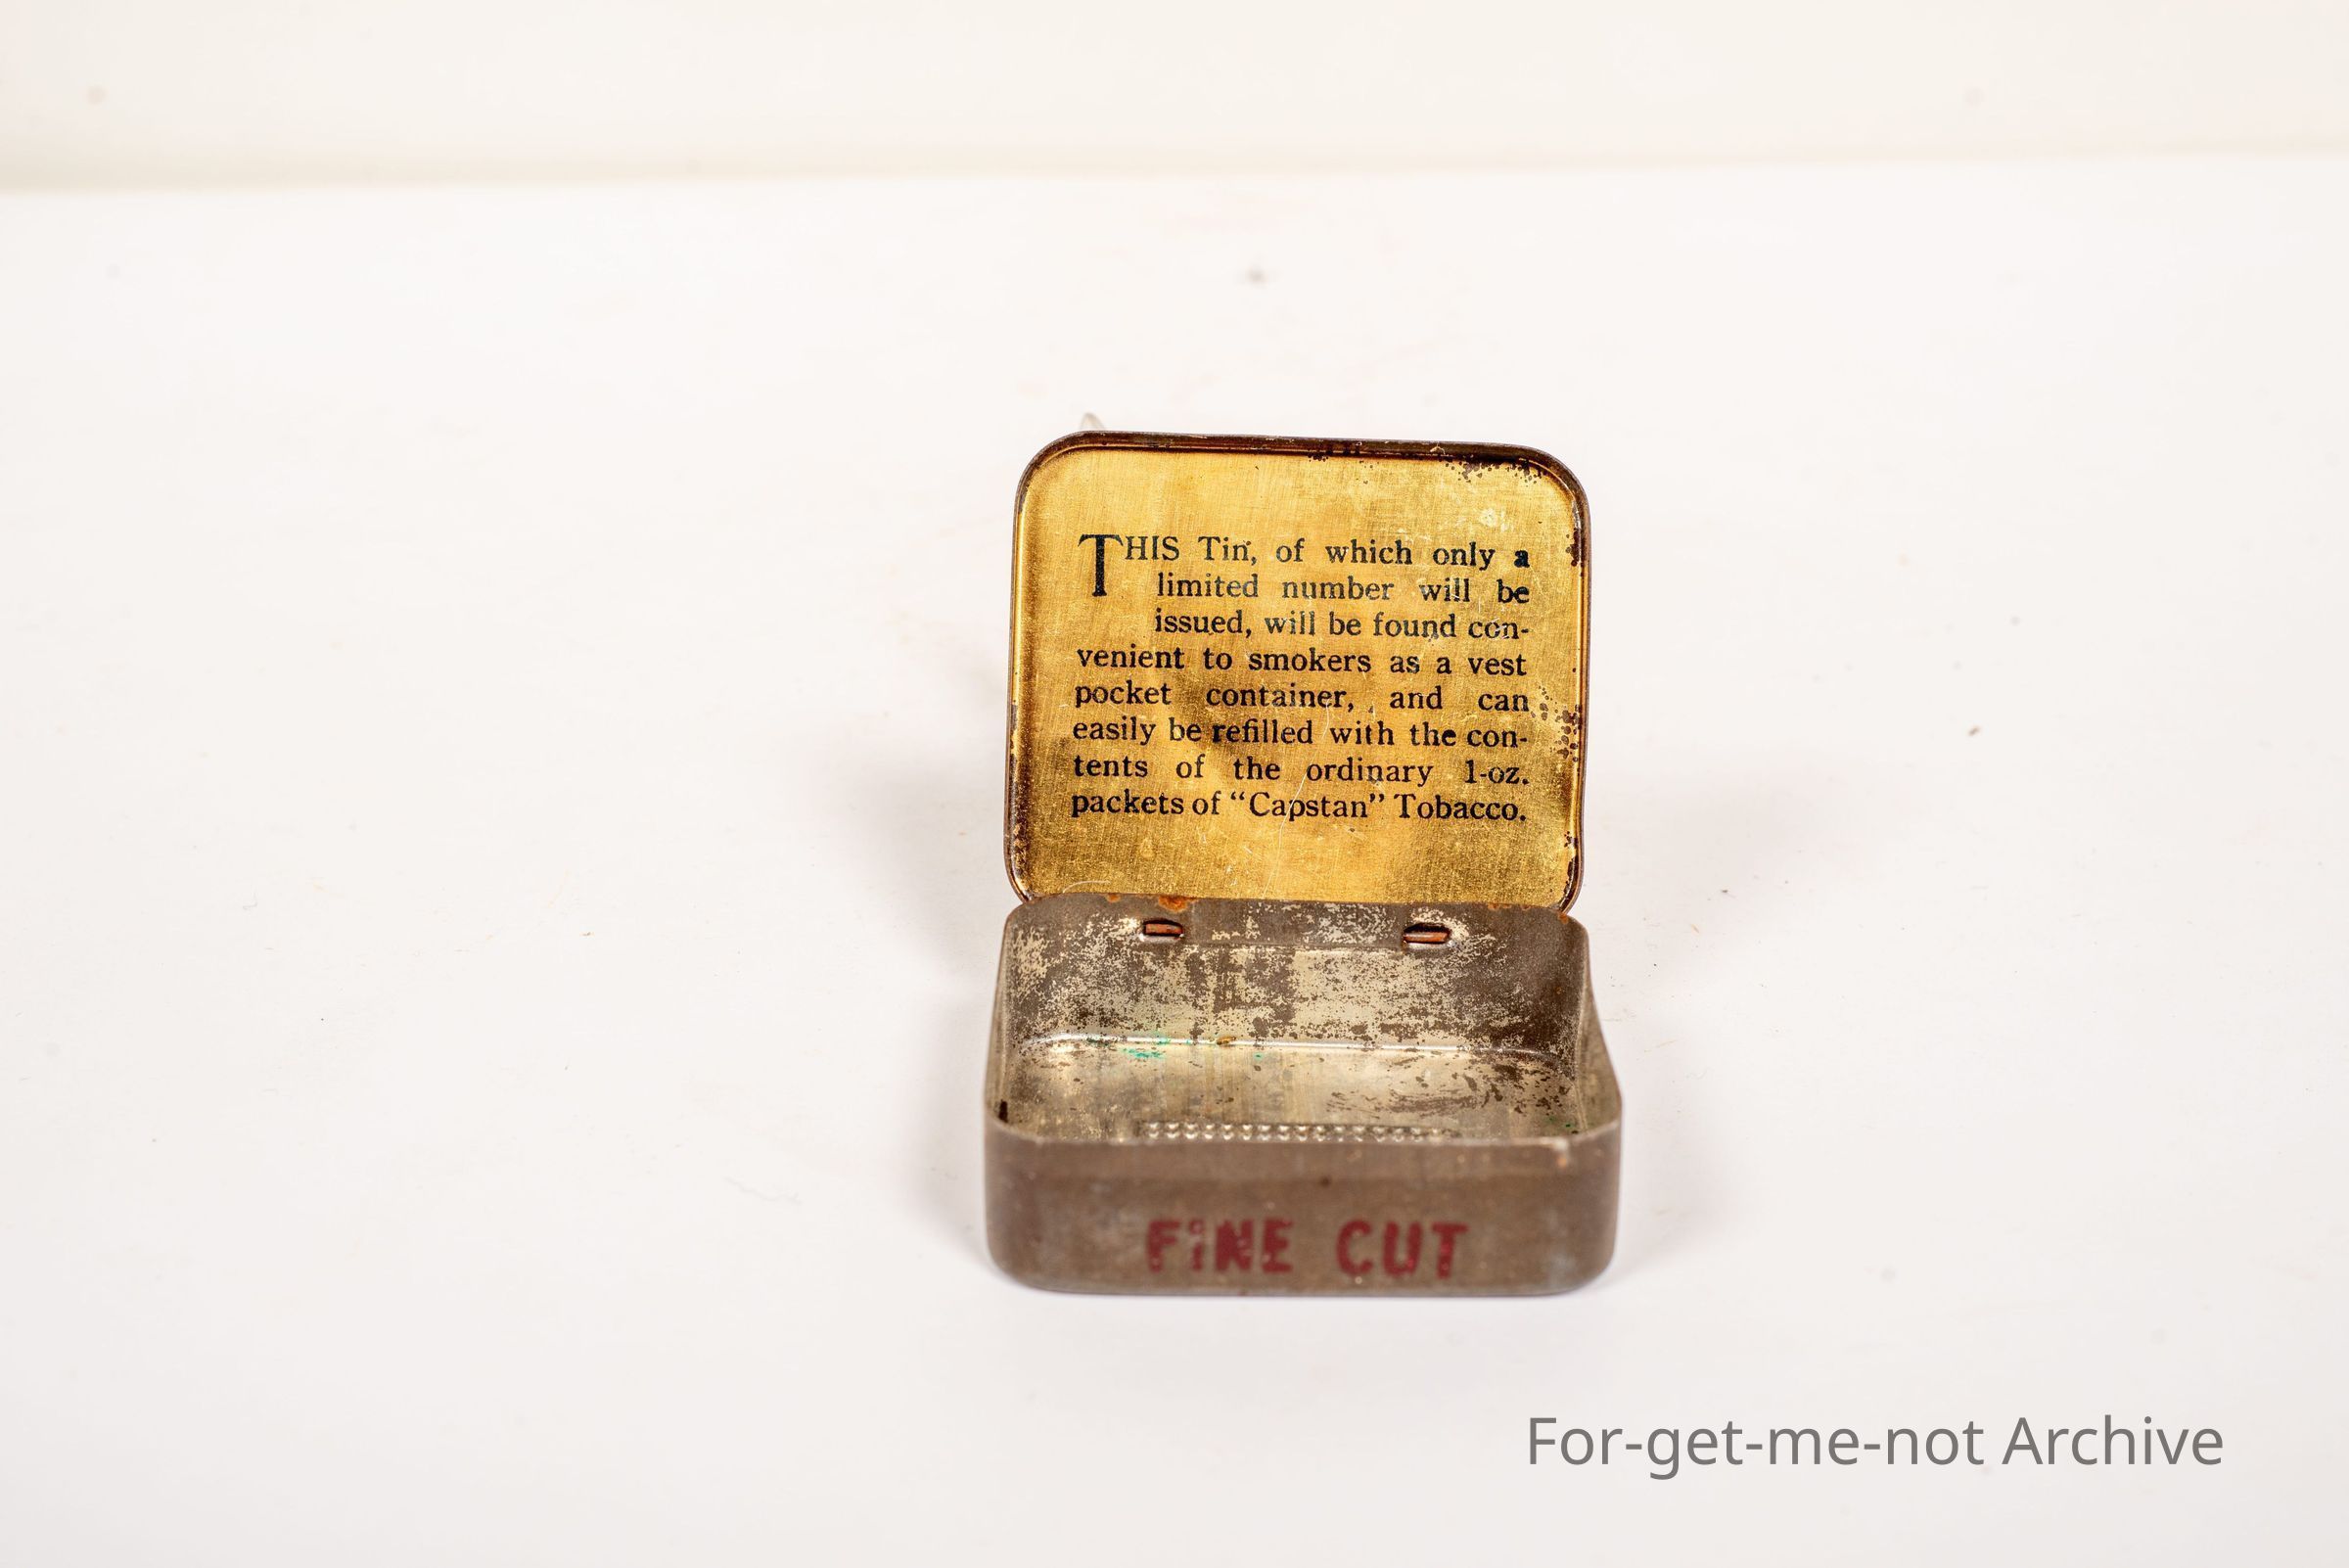 THIS Tin, of which only a
limited number will be
issued, will be found con-
venient to smokers as a vest
pocket container, and can
easily be refilled with the con-
tents of the ordinary 1-oz.
packets of “Capstan” Tobacco.
FINE CUT
For-get-me-not Archive